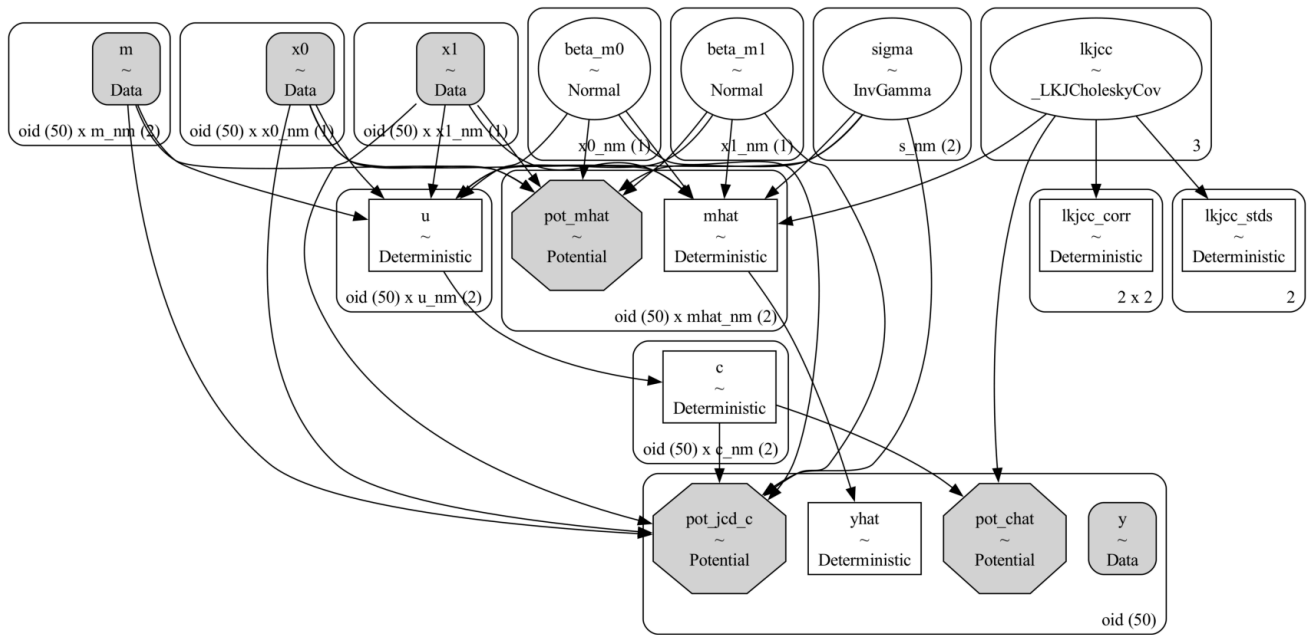 m
~
Data
oid (50) x m_nm (2)
x0
~
Data
oid (50) x x0_nm (1)
x1
~
Data
oid (50) x x1_nm (1)
beta_m0
~
Normal
x0_nm (1)
beta_m1
~
Normal
x1_nm (1)
sigma
~
InvGamma
s_nm (2)
lkjcc
~
_LKJCholeskyCov
3
u
~
Deterministic
oid (50) x u_nm (2)
pot_mhat
~
Potential
mhat
~
Deterministic
oid (50) x mhat_nm (2)
lkjcc_corr
~
Deterministic
2 x 2
lkjcc_stds
~
Deterministic
2
c
~
Deterministic
oid (50) x c_nm (2)
pot_jcd_c
~
Potential
yhat
~
Deterministic
pot_chat
~
Potential
y
~
Data
oid (50)